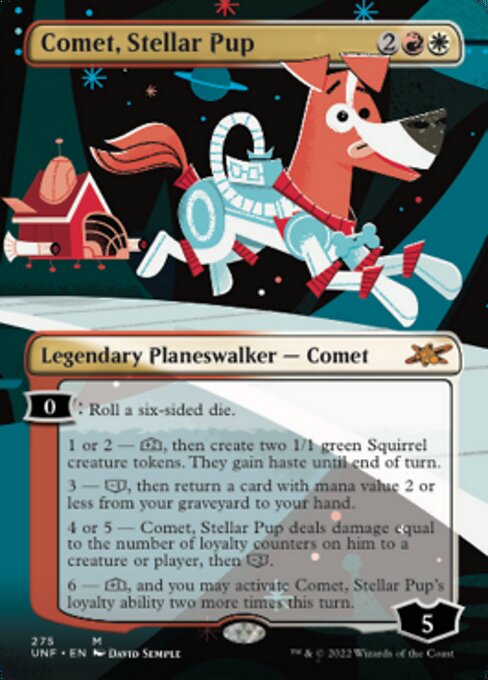 Comet, Stellar Pup 2
Legendary Planeswalker — Comet
0 : Roll a six-sided die.
1 or 2 — , then create two 1/1 green Squirrel
creature tokens. They gain haste until end of turn.
3 — , then return a card with mana value 2 or
less from your graveyard to your hand.
4 or 5 — Comet, Stellar Pup deals damage equal
to the number of loyalty counters on him to a
creature or player, then .
6 — , and you may activate Comet, Stellar Pup's
loyalty ability two more times this turn.
5
275 M
UNF • EN DAVID SEMPLE
™ & © 2022 Wizards of the Coast